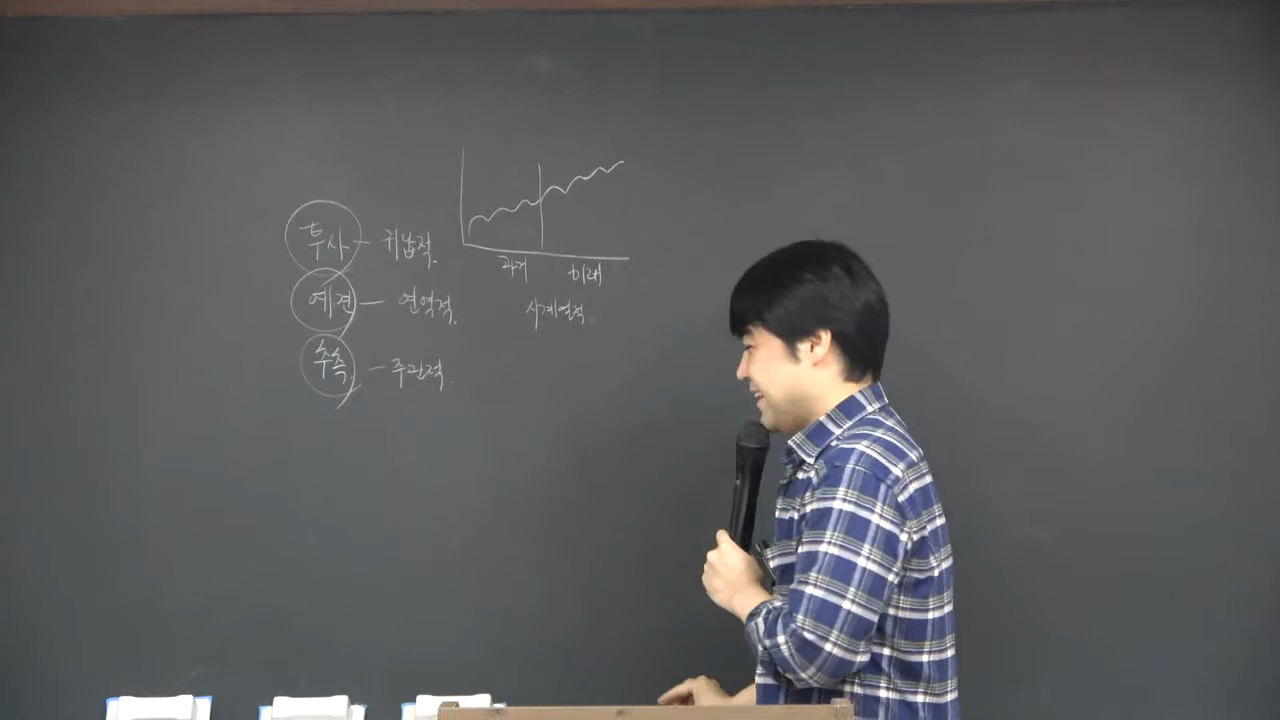 투사 - 귀납적.
예견 - 연역적.
추측. - 주관적.
과거 미래
시계열적